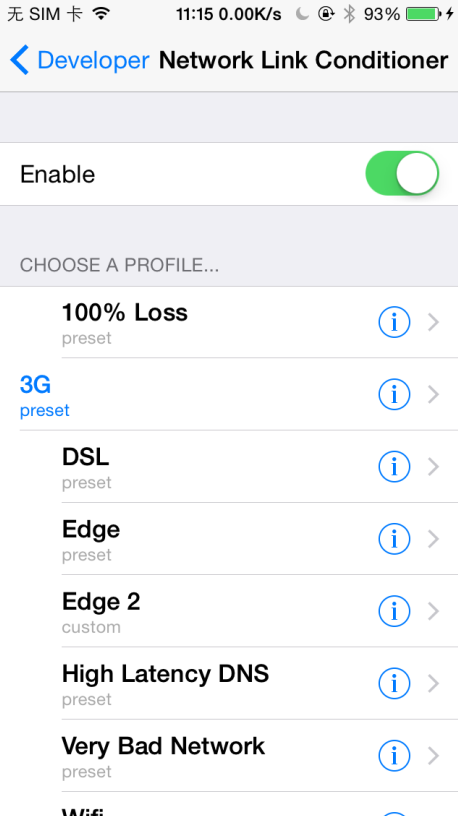 无 SIM 卡 11:15 0.00K/s 93%
Developer Network Link Conditioner
Enable
CHOOSE A PROFILE...
100% Loss
preset
3G
preset
DSL
preset
Edge
preset
Edge 2
custom
High Latency DNS
preset
Very Bad Network
preset
Wifi